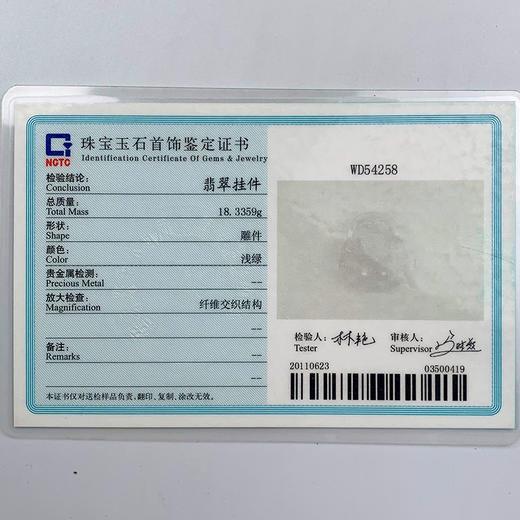 NGTC
珠宝玉石首饰鉴定证书
Identification Certificate Of Gems & Jewelry
检验结论: 翡翠挂件
Conclusion
总质量:
Total Mass 18.3359g
形状:
Shape 雕件
颜色:
Color 浅绿
贵金属检测:
Precious Metal --
放大检查: 纤维交织结构
Magnification
--
备注:
Remarks --
--
本证书仅对送检样品负责,翻印、复制、涂改无效。
WD54258
检验人: 林艳
Tester
审核人:
Supervisor
20110623 03500419